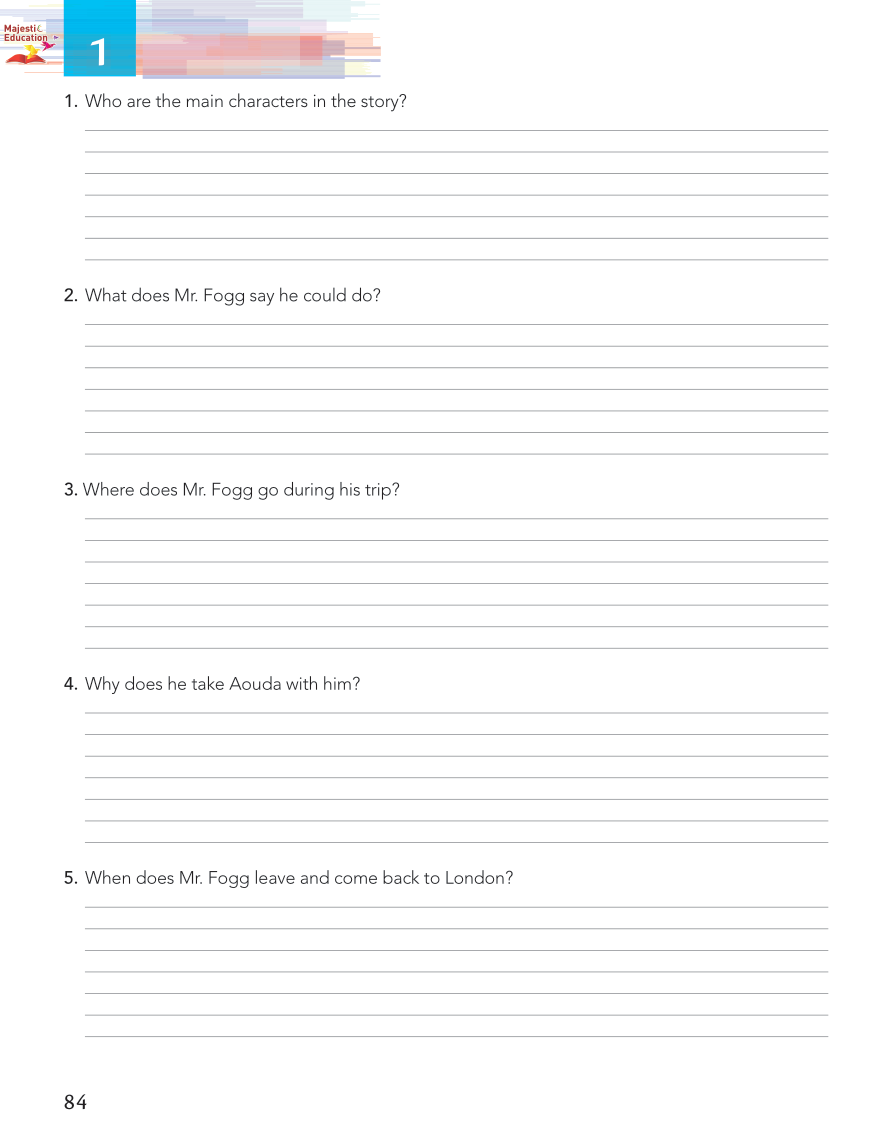 Majestic
Education
1
1. Who are the main characters in the story?
2. What does Mr. Fogg say he could do?
3. Where does Mr. Fogg go during his trip?
4. Why does he take Aouda with him?
5. When does Mr. Fogg leave and come back to London?
84